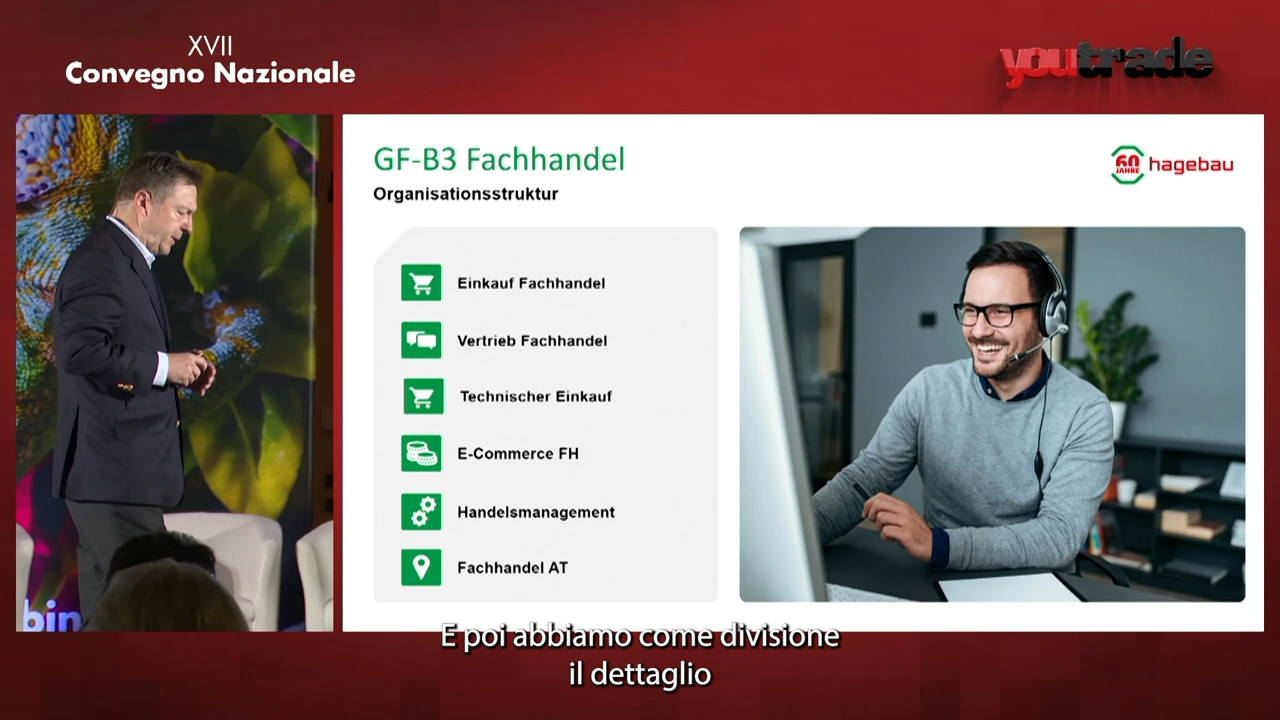 XVII
Convegno Nazionale
youtrade
GF-B3 Fachhandel
Organisationsstruktur
60
JAHRE
hagebau
Einkauf Fachhandel
Vertrieb Fachhandel
Technischer Einkauf
E-Commerce FH
Handelsmanagement
Fachhandel AT
bin
E poi abbiamo come divisione
il dettaglio